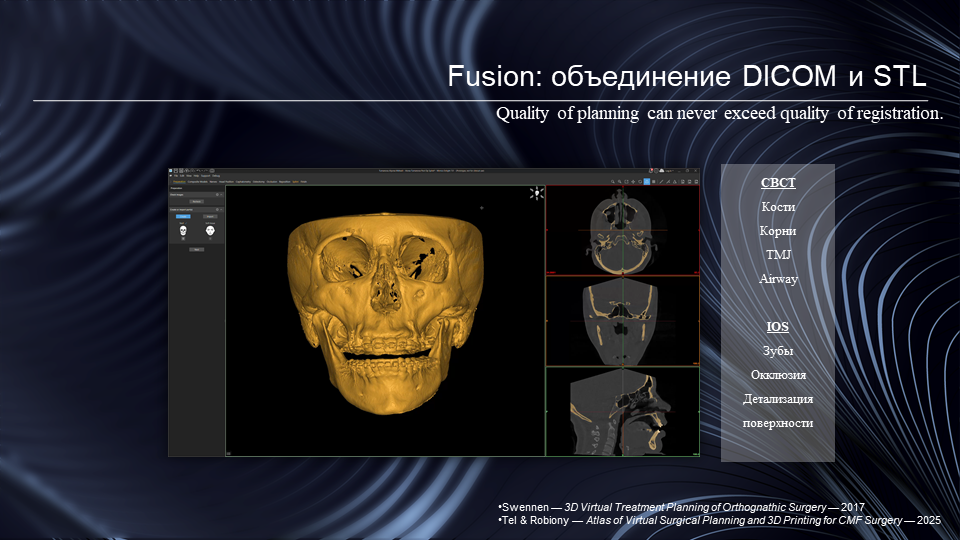 Fusion: объединение DICOM и STL
Quality of planning can never exceed quality of registration.
CBCT
Кости
Корни
TMJ
Airway
IOS
Зубы
Окклюзия
Детализация
поверхности
•Swennen — 3D Virtual Treatment Planning of Orthognathic Surgery — 2017
•Tel & Robiony — Atlas of Virtual Surgical Planning and 3D Printing for CMF Surgery — 2025